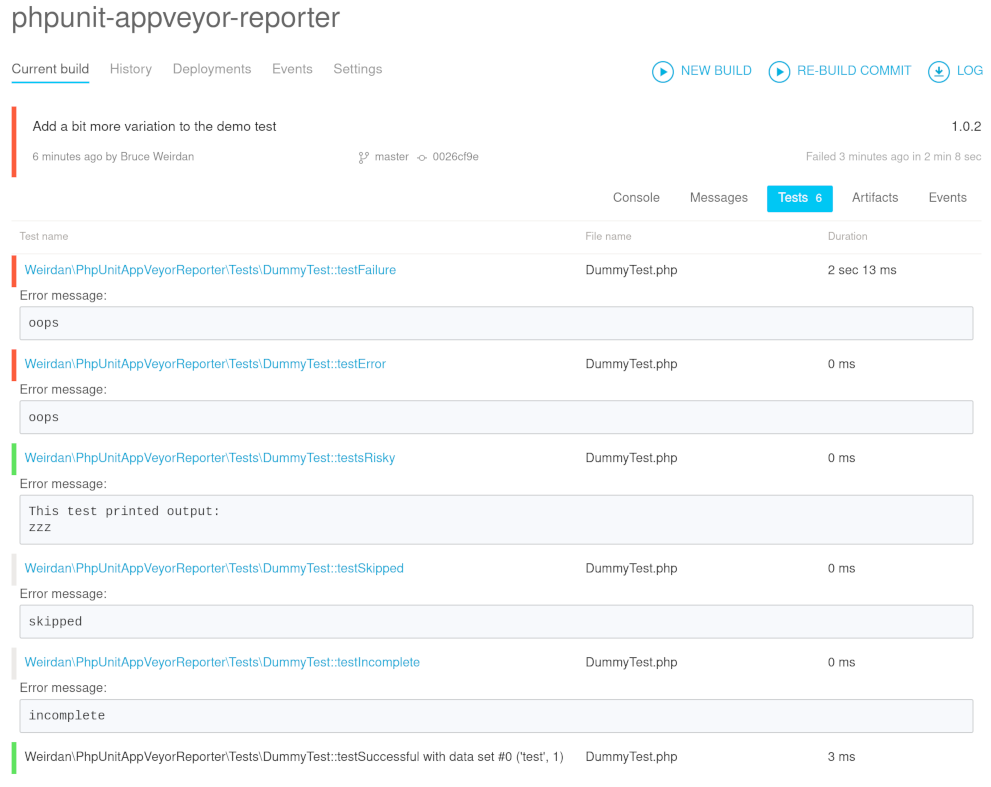 phpunit-appveyor-reporter
Current build History Deployments Events Settings NEW BUILD RE-BUILD COMMIT LOG
Add a bit more variation to the demo test 1.0.2
6 minutes ago by Bruce Weirdan master 0026cf9e Failed 3 minutes ago in 2 min 8 sec
Console Messages Tests 6 Artifacts Events
Test name File name Duration
Weirdan\PhpUnitAppVeyorReporter\Tests\DummyTest::testFailure DummyTest.php 2 sec 13 ms
Error message:
oops
Weirdan\PhpUnitAppVeyorReporter\Tests\DummyTest::testError DummyTest.php 0 ms
Error message:
oops
Weirdan\PhpUnitAppVeyorReporter\Tests\DummyTest::testsRisky DummyTest.php 0 ms
Error message:
This test printed output:
zzz
Weirdan\PhpUnitAppVeyorReporter\Tests\DummyTest::testSkipped DummyTest.php 0 ms
Error message:
skipped
Weirdan\PhpUnitAppVeyorReporter\Tests\DummyTest::testIncomplete DummyTest.php 0 ms
Error message:
incomplete
Weirdan\PhpUnitAppVeyorReporter\Tests\DummyTest::testSuccessful with data set #0 ('test', 1) DummyTest.php 3 ms